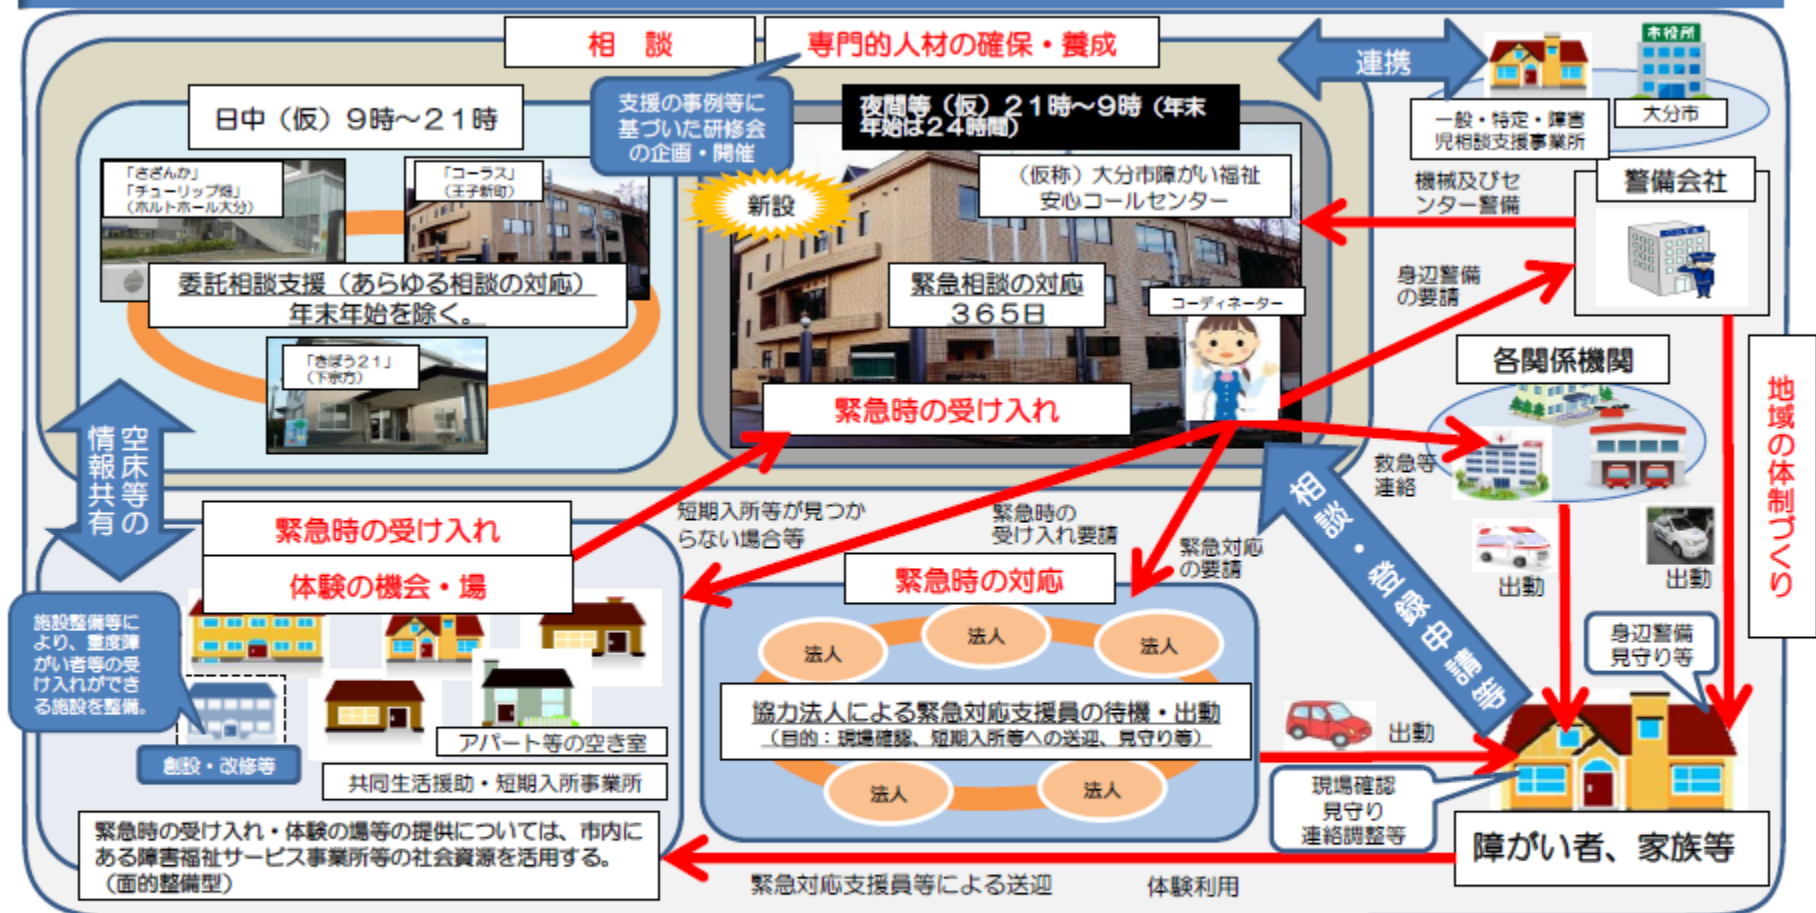 相　談
専門的人材の確保・養成
連携
市役所
大分市
一般・特定・障害
児相談支援事業所
日中（仮）９時～２１時
支援の事例等に
基づいた研修会
の企画・開催
夜間等（仮）２１時～９時（年末
年始は２４時間）
「さざんか」
「チューリップ畑」
（ホルトホール大分）
「コーラス」
（王子新町）
新設
（仮称）大分市障がい福祉
安心コールセンター
機械及びセ
ンター警備
警備会社
委託相談支援（あらゆる相談の対応）
年末年始を除く。
緊急相談の対応
３６５日
コーディネーター
身辺警備
の要請
「きぼう２１」
（下宗方）
緊急時の受け入れ
各関係機関
地域の体制づくり
空床等の
情報共有
救急等
連絡
相談・登録申請等
緊急時の受け入れ
体験の機会・場
短期入所等が見つか
らない場合等
緊急時の
受け入れ要請
緊急対応
の要請
緊急時の対応
出動
出動
施設整備等に
より、重度障
がい者等の受
け入れができ
る施設を整備。
法人
法人
法人
身辺警備
見守り等
協力法人による緊急対応支援員の待機・出動
（目的：現場確認、短期入所等への送迎、見守り等）
出動
アパート等の空き室
創設・改修等
共同生活援助・短期入所事業所
法人
法人
現場確認
見守り
連絡調整等
緊急時の受け入れ・体験の場等の提供については、市内に
ある障害福祉サービス事業所等の社会資源を活用する。
（面的整備型）
障がい者、家族等
緊急対応支援員等による送迎
体験利用